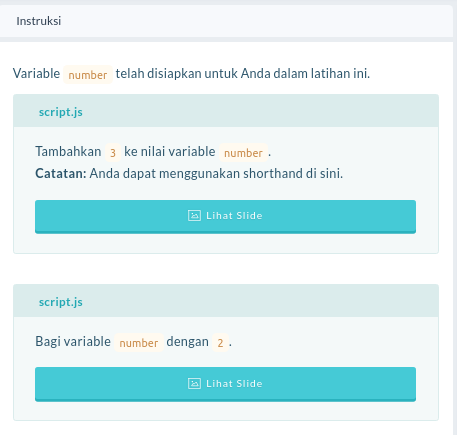 Instruksi
Variable number telah disiapkan untuk Anda dalam latihan ini.
script.js
Tambahkan 3 ke nilai variable number .
Catatan: Anda dapat menggunakan shorthand di sini.
Lihat Slide
script.js
Bagi variable number dengan 2 .
Lihat Slide